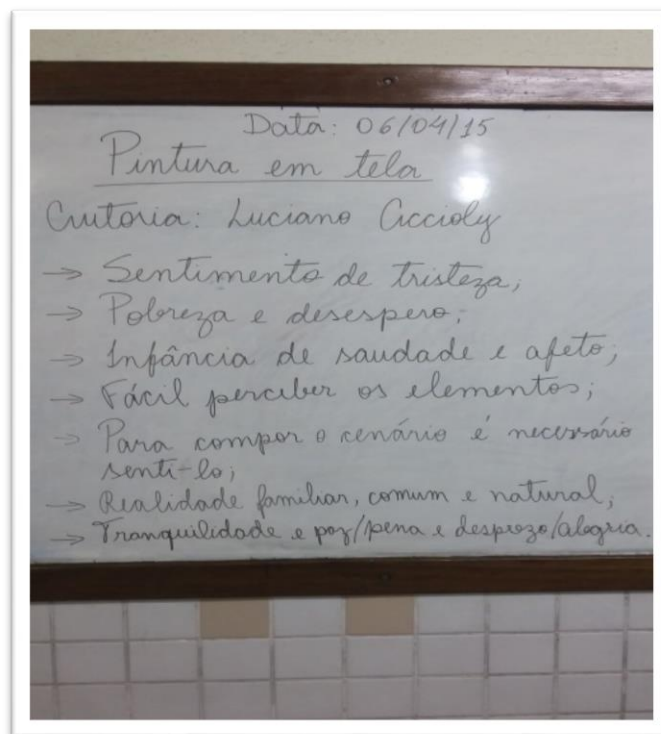 Data: 06/04/15
Pintura em tela
Autoria: Luciano Accioly
→ Sentimento de tristeza;
→ Pobreza e desespero;
→ Infância de saudade e afeto;
→ Fácil perceber os elementos;
→ Para compor o cenário é necessário
senti-lo;
→ Realidade familiar, comum e natural;
→ Tranquilidade e paz/pena e desprezo/alegria.